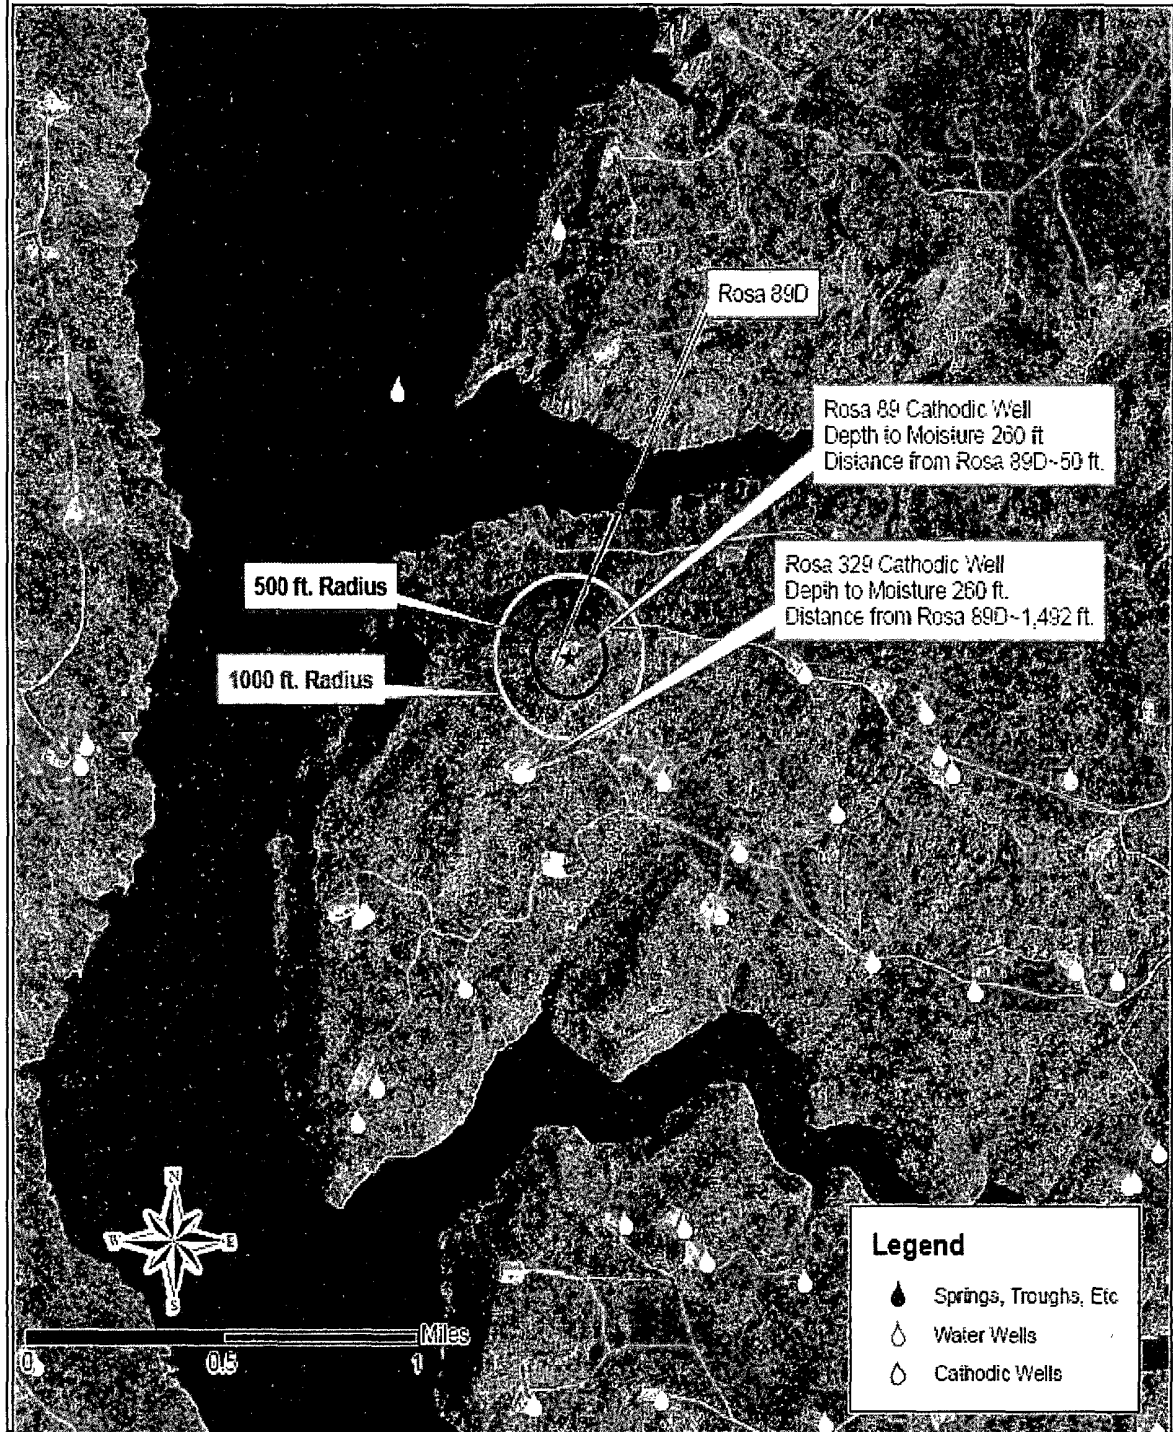 Rosa 89D
Rosa 89 Cathodic Well
Depth to Moisture 260 ft
Distance from Rosa 89D~50 ft.
Rosa 329 Cathodic Well
Depth to Moisture 260 ft.
Distance from Rosa 89D~1,492 ft.
500 ft. Radius
1000 ft. Radius
N
W E
S
Miles
0 0.5 1
Legend
Springs, Troughs, Etc
Water Wells
Cathodic Wells